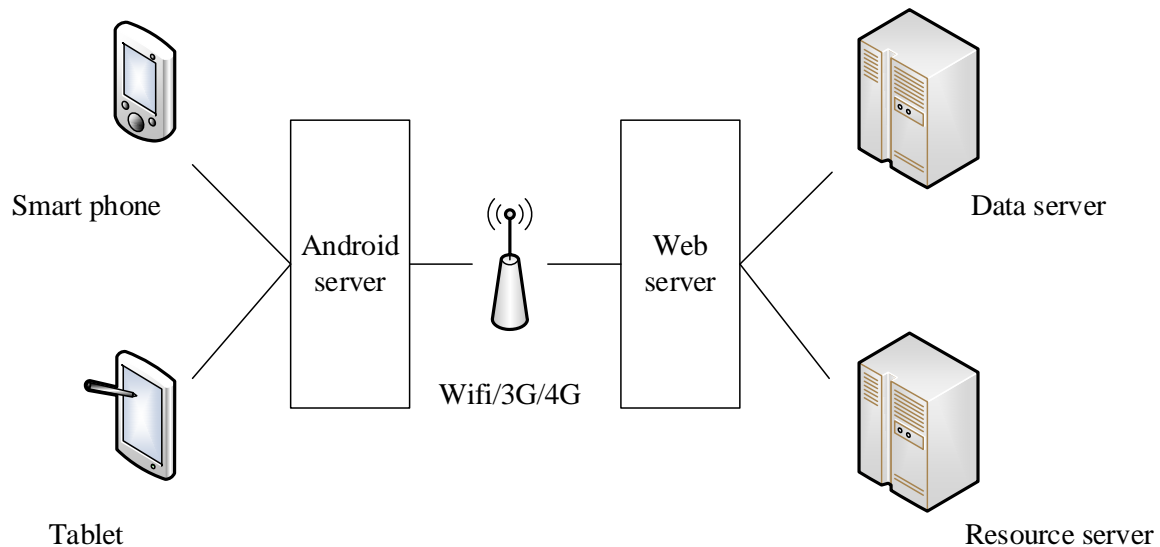 Smart phone
Android
server
Wifi/3G/4G
Web
server
Data server
Tablet
Resource server